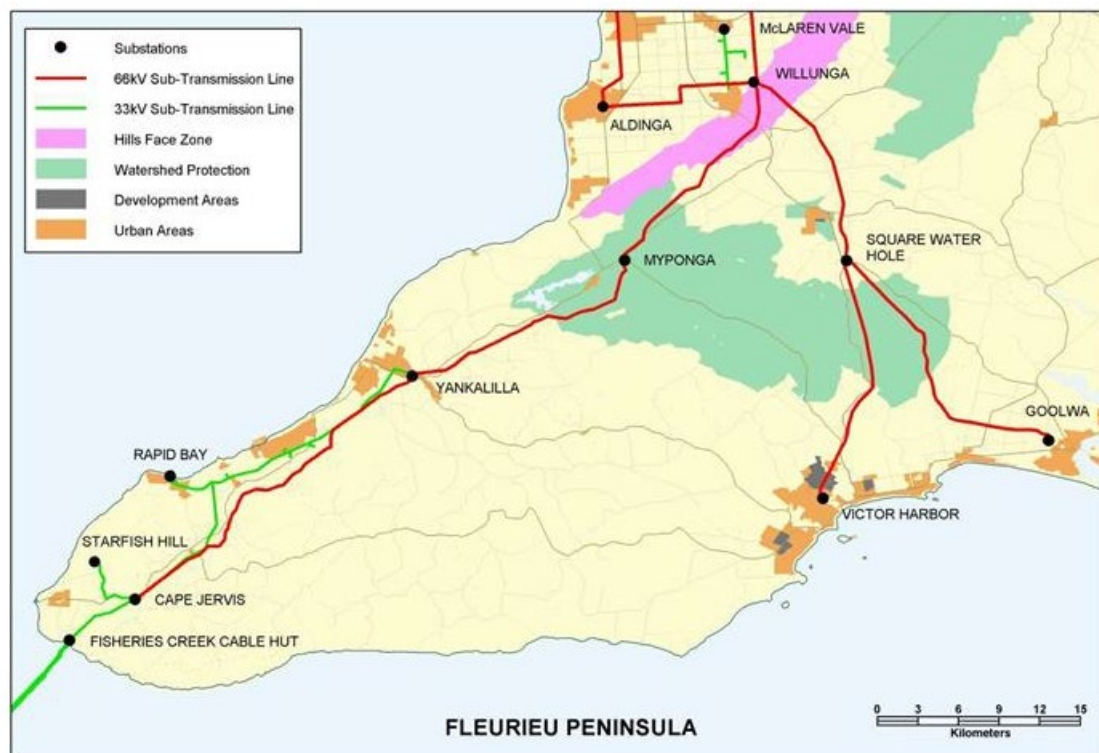 Substations
66kV Sub-Transmission Line
33kV Sub-Transmission Line
Hills Face Zone
Watershed Protection
Development Areas
Urban Areas
McLAREN VALE
WILLUNGA
ALDINGA
SQUARE WATER
HOLE
MYPONGA
YANKALILLA
GOOLWA
RAPID BAY
VICTOR HARBOR
STARFISH HILL
CAPE JERVIS
FISHERIES CREEK CABLE HUT
FLEURIEU PENINSULA
0 3 6 9 12 15
Kilometers